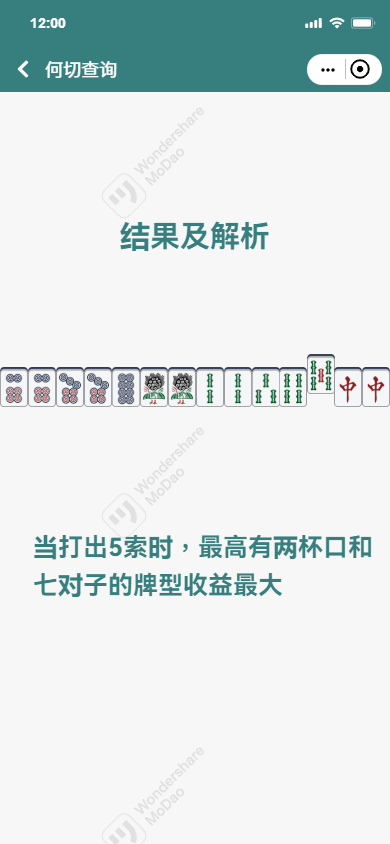 12:00
何切查询
Wondershare
MoDao
结果及解析
中 中
Wondershare
MoDao
当打出5索时，最高有两杯口和
七对子的牌型收益最大
Wondershare
MoDao